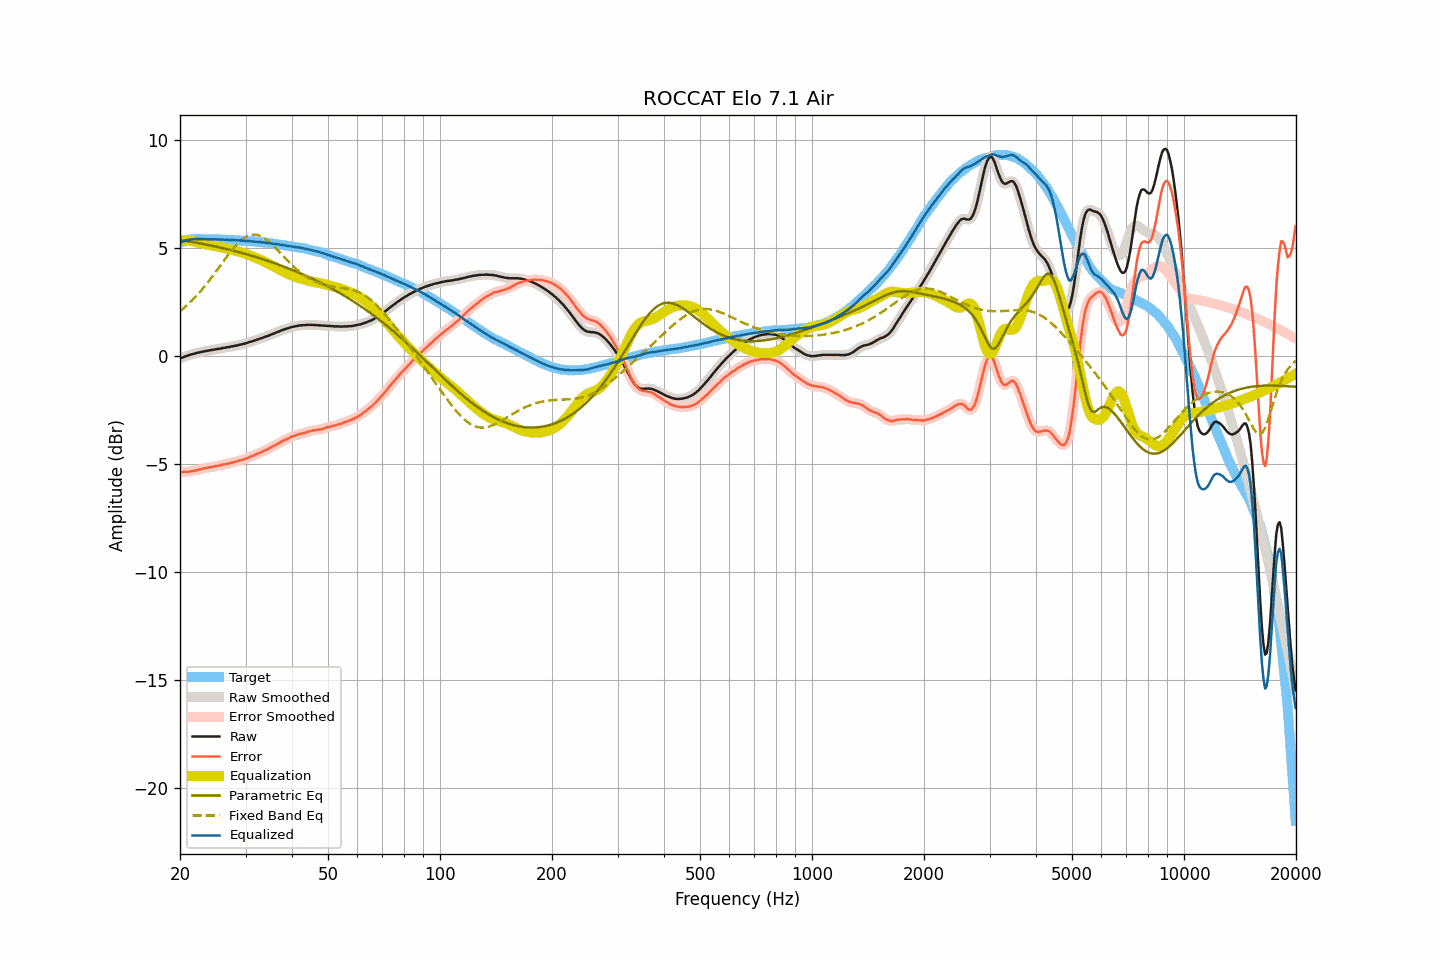 ROCCAT Elo 7.1 Air
Amplitude (dBr)
10
5
0
−5
−10
−15
−20
Target
Raw Smoothed
Error Smoothed
Raw
Error
Equalization
Parametric Eq
Fixed Band Eq
Equalized
20
50
100
200
500
1000
2000
5000
10000
20000
Frequency (Hz)